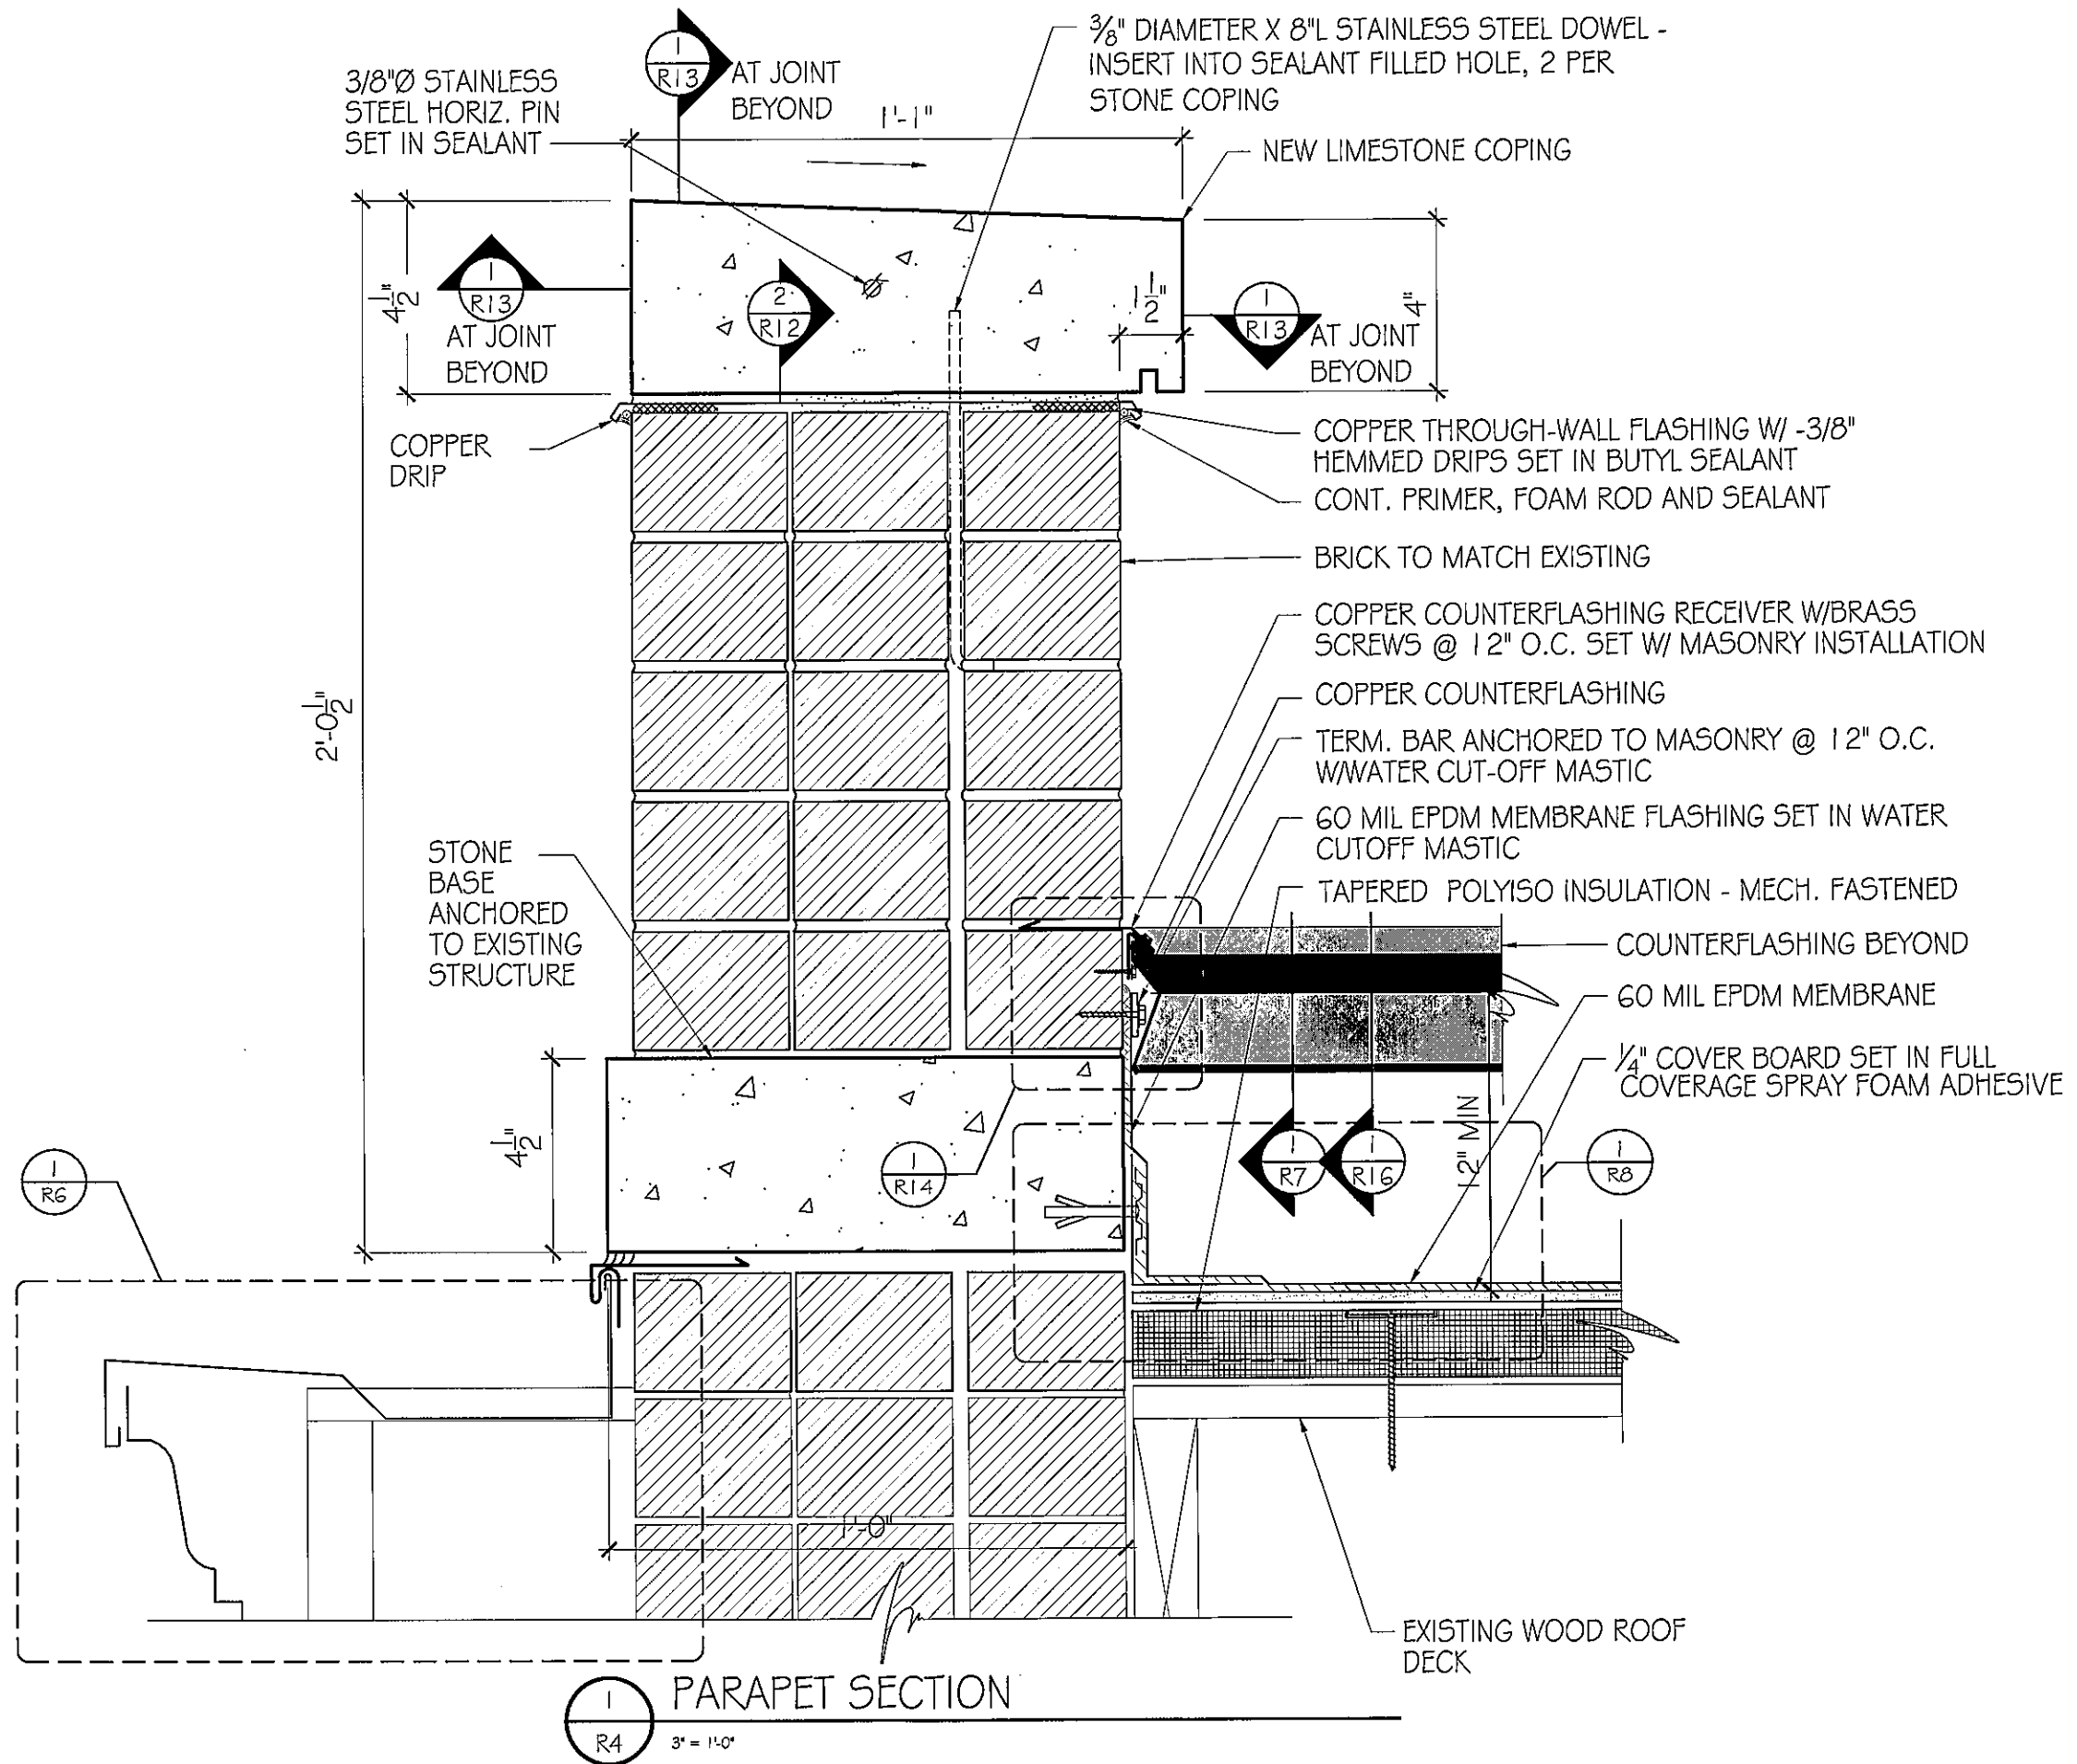 3/8"Ø STAINLESS
STEEL HORIZ. PIN
SET IN SEALANT
1
R13
AT JOINT
BEYOND
1'-1"
3/8" DIAMETER X 8"L STAINLESS STEEL DOWEL -
INSERT INTO SEALANT FILLED HOLE, 2 PER
STONE COPING
NEW LIMESTONE COPING
4 1/2"
1
R13
AT JOINT
BEYOND
2
R12
1 1/2"
1
R13
AT JOINT
BEYOND
4"
COPPER
DRIP
COPPER THROUGH-WALL FLASHING W/ -3/8"
HEMMED DRIPS SET IN BUTYL SEALANT
CONT. PRIMER, FOAM ROD AND SEALANT
BRICK TO MATCH EXISTING
COPPER COUNTERFLASHING RECEIVER W/BRASS
SCREWS @ 12" O.C. SET W/ MASONRY INSTALLATION
COPPER COUNTERFLASHING
TERM. BAR ANCHORED TO MASONRY @ 12" O.C.
W/WATER CUT-OFF MASTIC
60 MIL EPDM MEMBRANE FLASHING SET IN WATER
CUTOFF MASTIC
TAPERED POLYISO INSULATION - MECH. FASTENED
COUNTERFLASHING BEYOND
60 MIL EPDM MEMBRANE
1/4" COVER BOARD SET IN FULL
COVERAGE SPRAY FOAM ADHESIVE
2'-0 1/2"
STONE
BASE
ANCHORED
TO EXISTING
STRUCTURE
4 1/2"
1
R6
1
R14
1
R7
1
R16
12" MIN
1
R8
1'-0"
EXISTING WOOD ROOF
DECK
1
R4
PARAPET SECTION
3" = 1'-0"